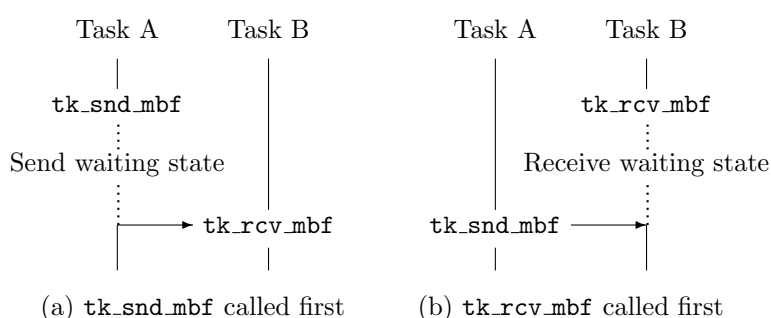 Task A Task B Task A Task B
tk_snd_mbf tk_rcv_mbf
Send waiting state Receive waiting state
tk_rcv_mbf tk_snd_mbf
(a) tk_snd_mbf called first (b) tk_rcv_mbf called first